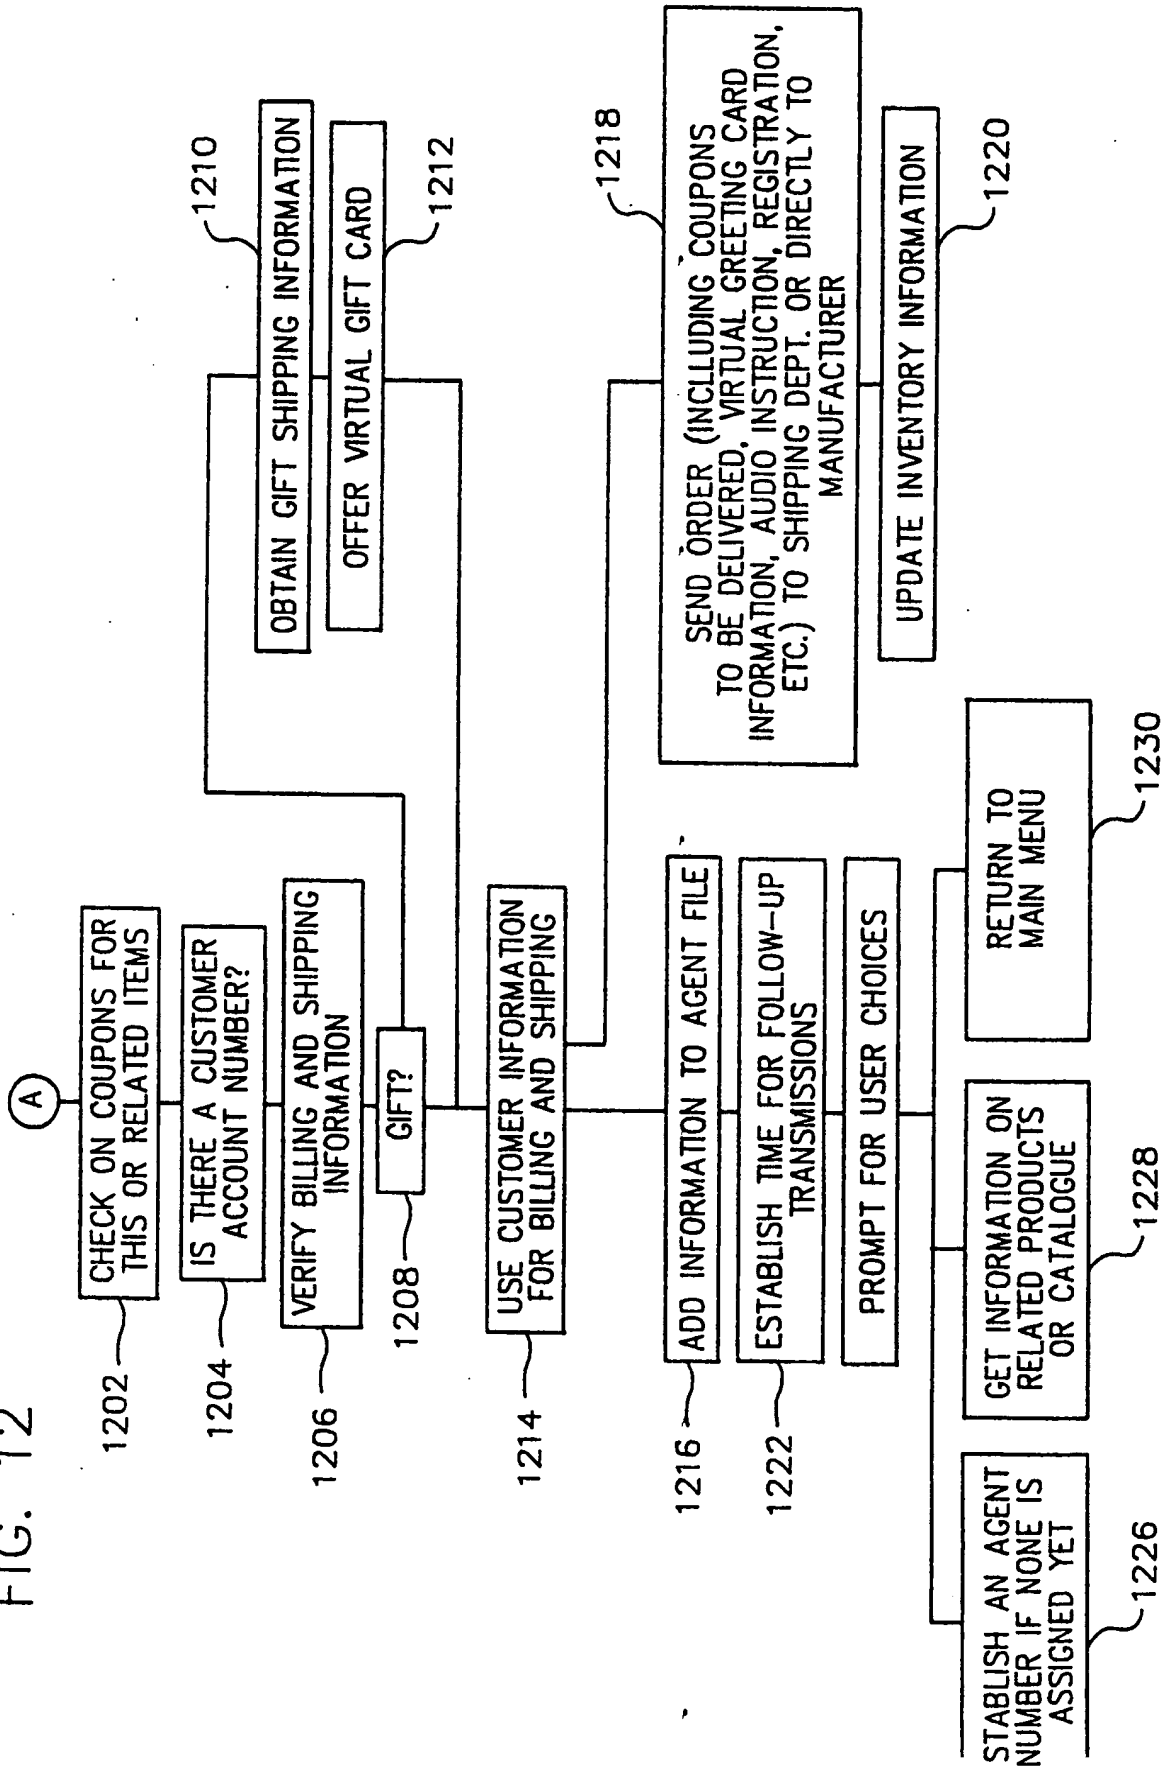 FIG. 12
A
CHECK ON COUPONS FOR
THIS OR RELATED ITEMS
1202
IS THERE A CUSTOMER
ACCOUNT NUMBER?
1204
VERIFY BILLING AND SHIPPING
INFORMATION
1206
GIFT?
1208
1210
OBTAIN GIFT SHIPPING INFORMATION
OFFER VIRTUAL GIFT CARD
1212
USE CUSTOMER INFORMATION
FOR BILLING AND SHIPPING
1214
1218
SEND ORDER (INCLLUDING COUPONS
TO BE DELIVERED, VIRTUAL GREETING CARD
INFORMATION, AUDIO INSTRUCTION, REGISTRATION,
ETC.) TO SHIPPING DEPT. OR DIRECTLY TO
MANUFACTURER
UPDATE INVENTORY INFORMATION
1220
ADD INFORMATION TO AGENT FILE
1216
ESTABLISH TIME FOR FOLLOW-UP
TRANSMISSIONS
1222
PROMPT FOR USER CHOICES
STABLISH AN AGENT
NUMBER IF NONE IS
ASSIGNED YET
1226
GET INFORMATION ON
RELATED PRODUCTS
OR CATALOGUE
1228
RETURN TO
MAIN MENU
1230